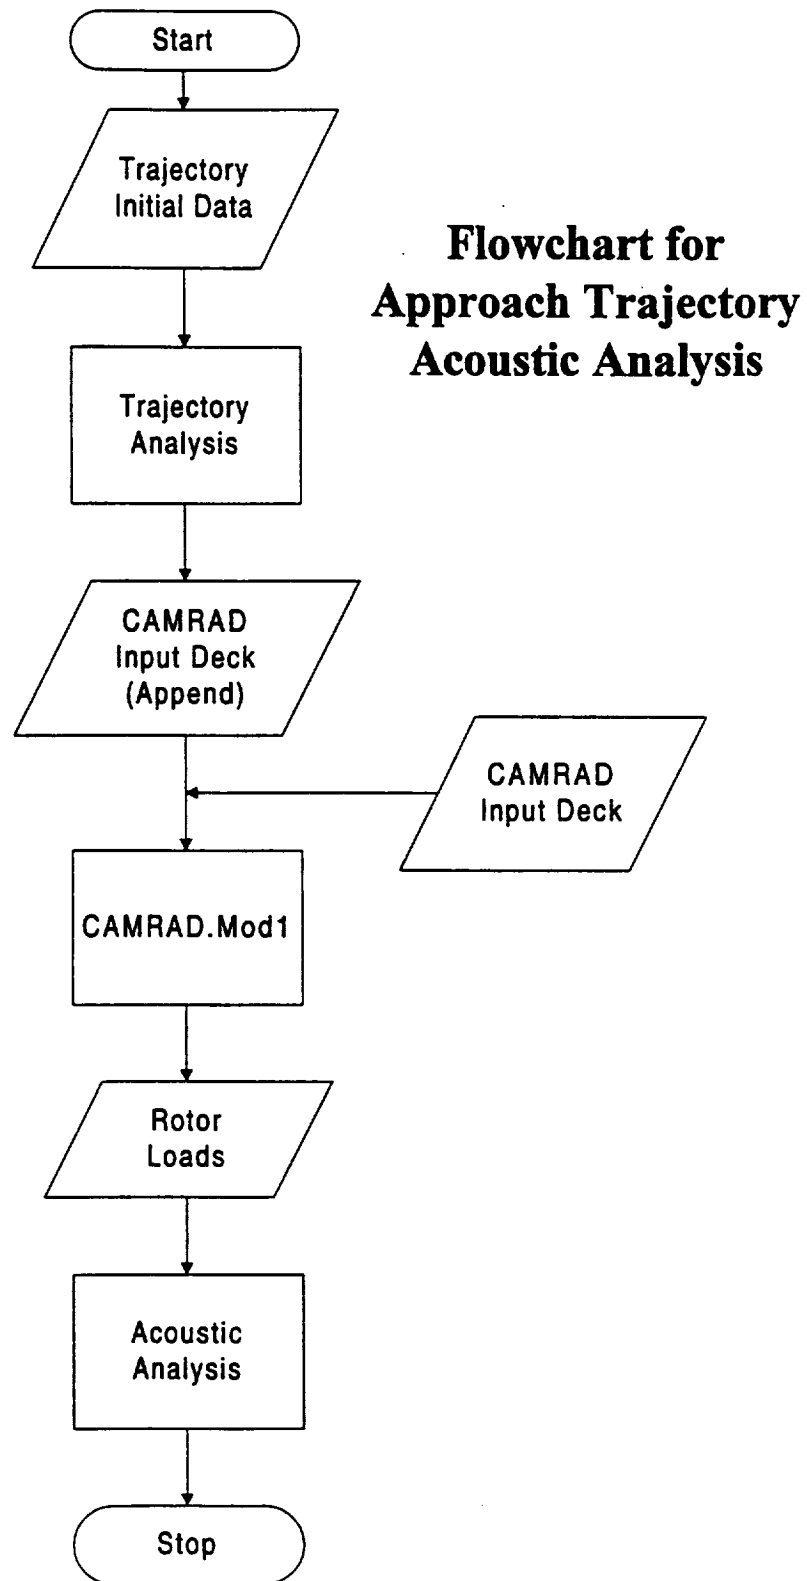 Start
Trajectory
Initial Data
Flowchart for
Approach Trajectory
Acoustic Analysis
Trajectory
Analysis
CAMRAD
Input Deck
(Append)
CAMRAD
Input Deck
CAMRAD.Mod1
Rotor
Loads
Acoustic
Analysis
Stop